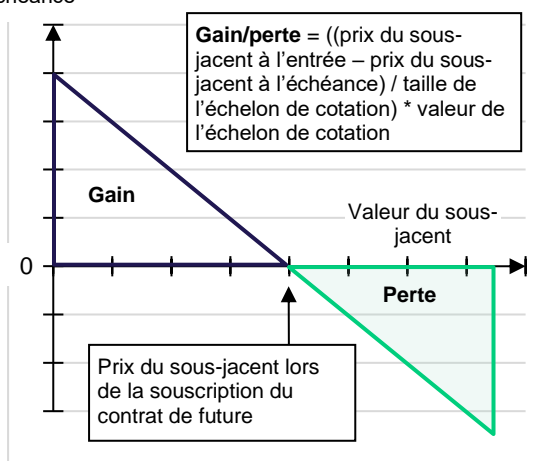 Gain/perte = ((prix du sous-
jacent à l'entrée – prix du sous-
jacent à l'échéance) / taille de
l'échelon de cotation) * valeur de
l'échelon de cotation
Gain
Valeur du sous-
jacent
0
Perte
Prix du sous-jacent lors
de la souscription du
contrat de future